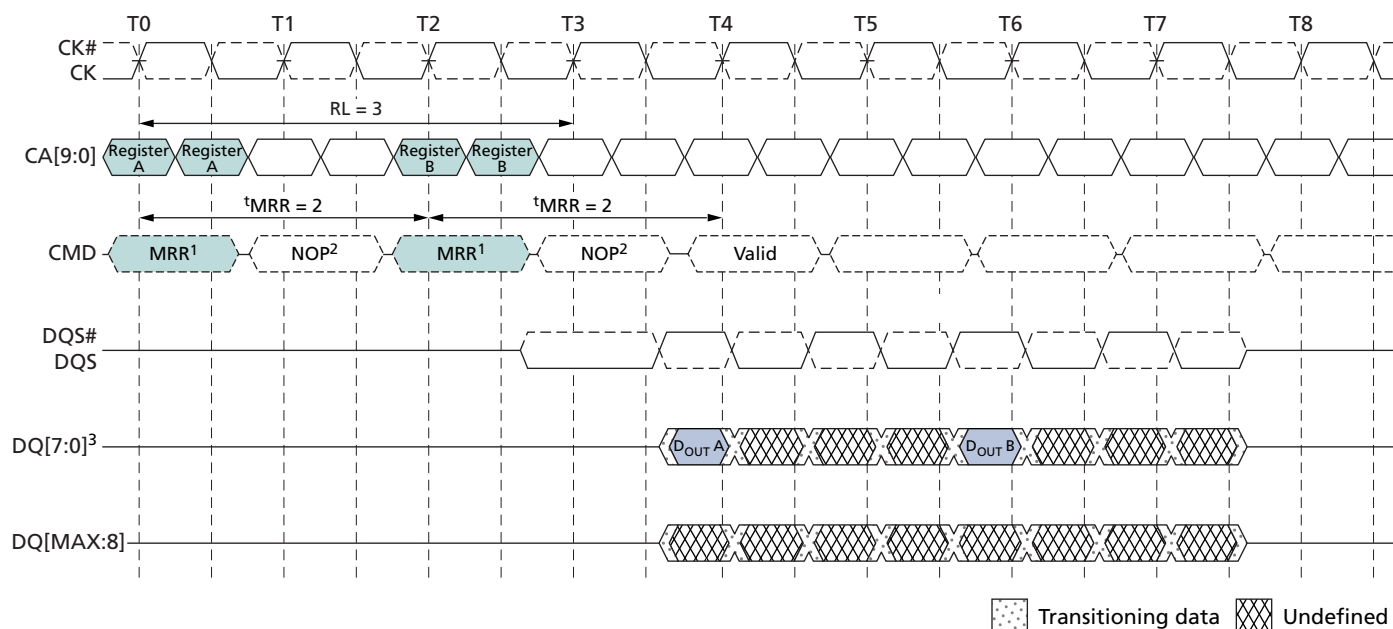 T0 T1 T2 T3 T4 T5 T6 T7 T8
CK#
CK
RL = 3
CA[9:0]
Register A
Register A
Register B
Register B
tMRR = 2
tMRR = 2
CMD
MRR1
NOP2
MRR1
NOP2
Valid
DQS#
DQS
DQ[7:0]3
DOUT A
DOUT B
DQ[MAX:8]
Transitioning data
Undefined